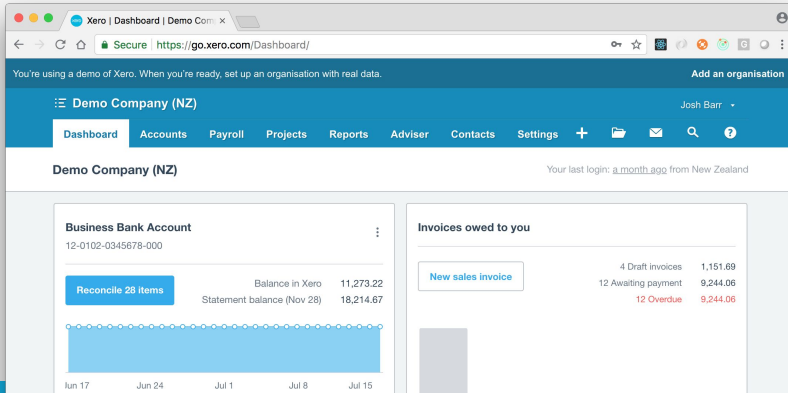 Xero | Dashboard | Demo Com
Secure https://go.xero.com/Dashboard/
You're using a demo of Xero. When you're ready, set up an organisation with real data. Add an organisation
Demo Company (NZ) Josh Barr
Dashboard Accounts Payroll Projects Reports Adviser Contacts Settings
Demo Company (NZ) Your last login: a month ago from New Zealand
Business Bank Account
12-0102-0345678-000
Reconcile 28 items
Balance in Xero 11,273.22
Statement balance (Nov 28) 18,214.67
Jun 17 Jun 24 Jul 1 Jul 8 Jul 15
Invoices owed to you
New sales invoice
4 Draft invoices 1,151.69
12 Awaiting payment 9,244.06
12 Overdue 9,244.06